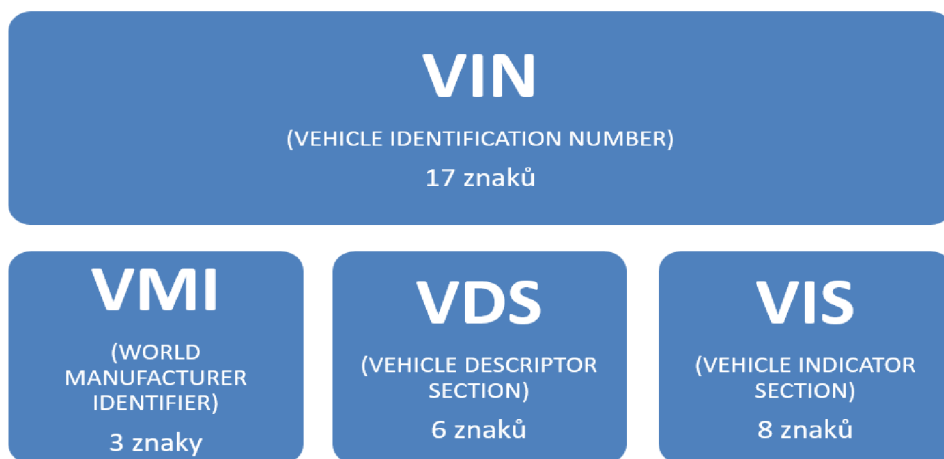 VIN
(VEHICLE IDENTIFICATION NUMBER)
17 znaků
VMI
(WORLD
MANUFACTURER
IDENTIFIER)
3 znaky
VDS
(VEHICLE DESCRIPTOR
SECTION)
6 znaků
VIS
(VEHICLE INDICATOR
SECTION)
8 znaků